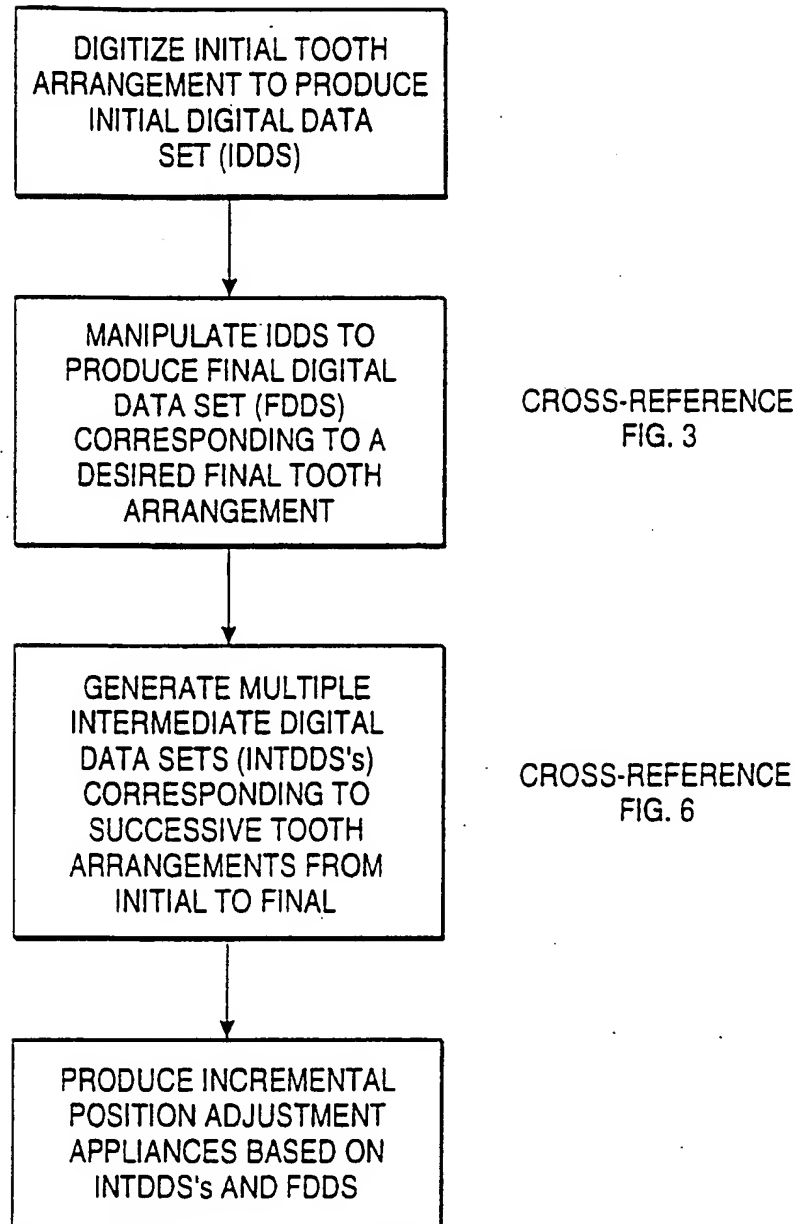 DIGITIZE INITIAL TOOTH
ARRANGEMENT TO PRODUCE
INITIAL DIGITAL DATA
SET (IDDS)
MANIPULATE IDDS TO
PRODUCE FINAL DIGITAL
DATA SET (FDDS)
CORRESPONDING TO A
DESIRED FINAL TOOTH
ARRANGEMENT
CROSS-REFERENCE
FIG. 3
GENERATE MULTIPLE
INTERMEDIATE DIGITAL
DATA SETS (INTDDS's)
CORRESPONDING TO
SUCCESSIVE TOOTH
ARRANGEMENTS FROM
INITIAL TO FINAL
CROSS-REFERENCE
FIG. 6
PRODUCE INCREMENTAL
POSITION ADJUSTMENT
APPLIANCES BASED ON
INTDDS's AND FDDS